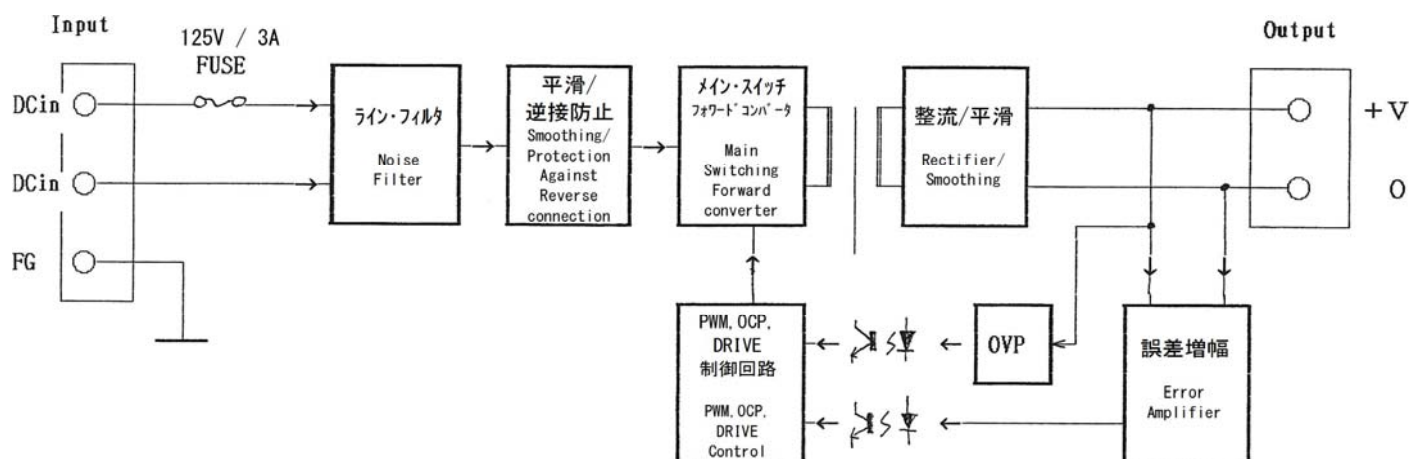 Input
125V / 3A
FUSE
DCin
DCin
FG
ライン・フィルタ
Noise
Filter
平滑/
逆接防止
Smoothing/
Protection
Against
Reverse
connection
メイン・スイッチ
フォワードコンバータ
Main
Switching
Forward
converter
整流/平滑
Rectifier/
Smoothing
Output
+V
0
PWM, OCP,
DRIVE
制御回路
PWM, OCP,
DRIVE
Control
OVP
誤差増幅
Error
Amplifier